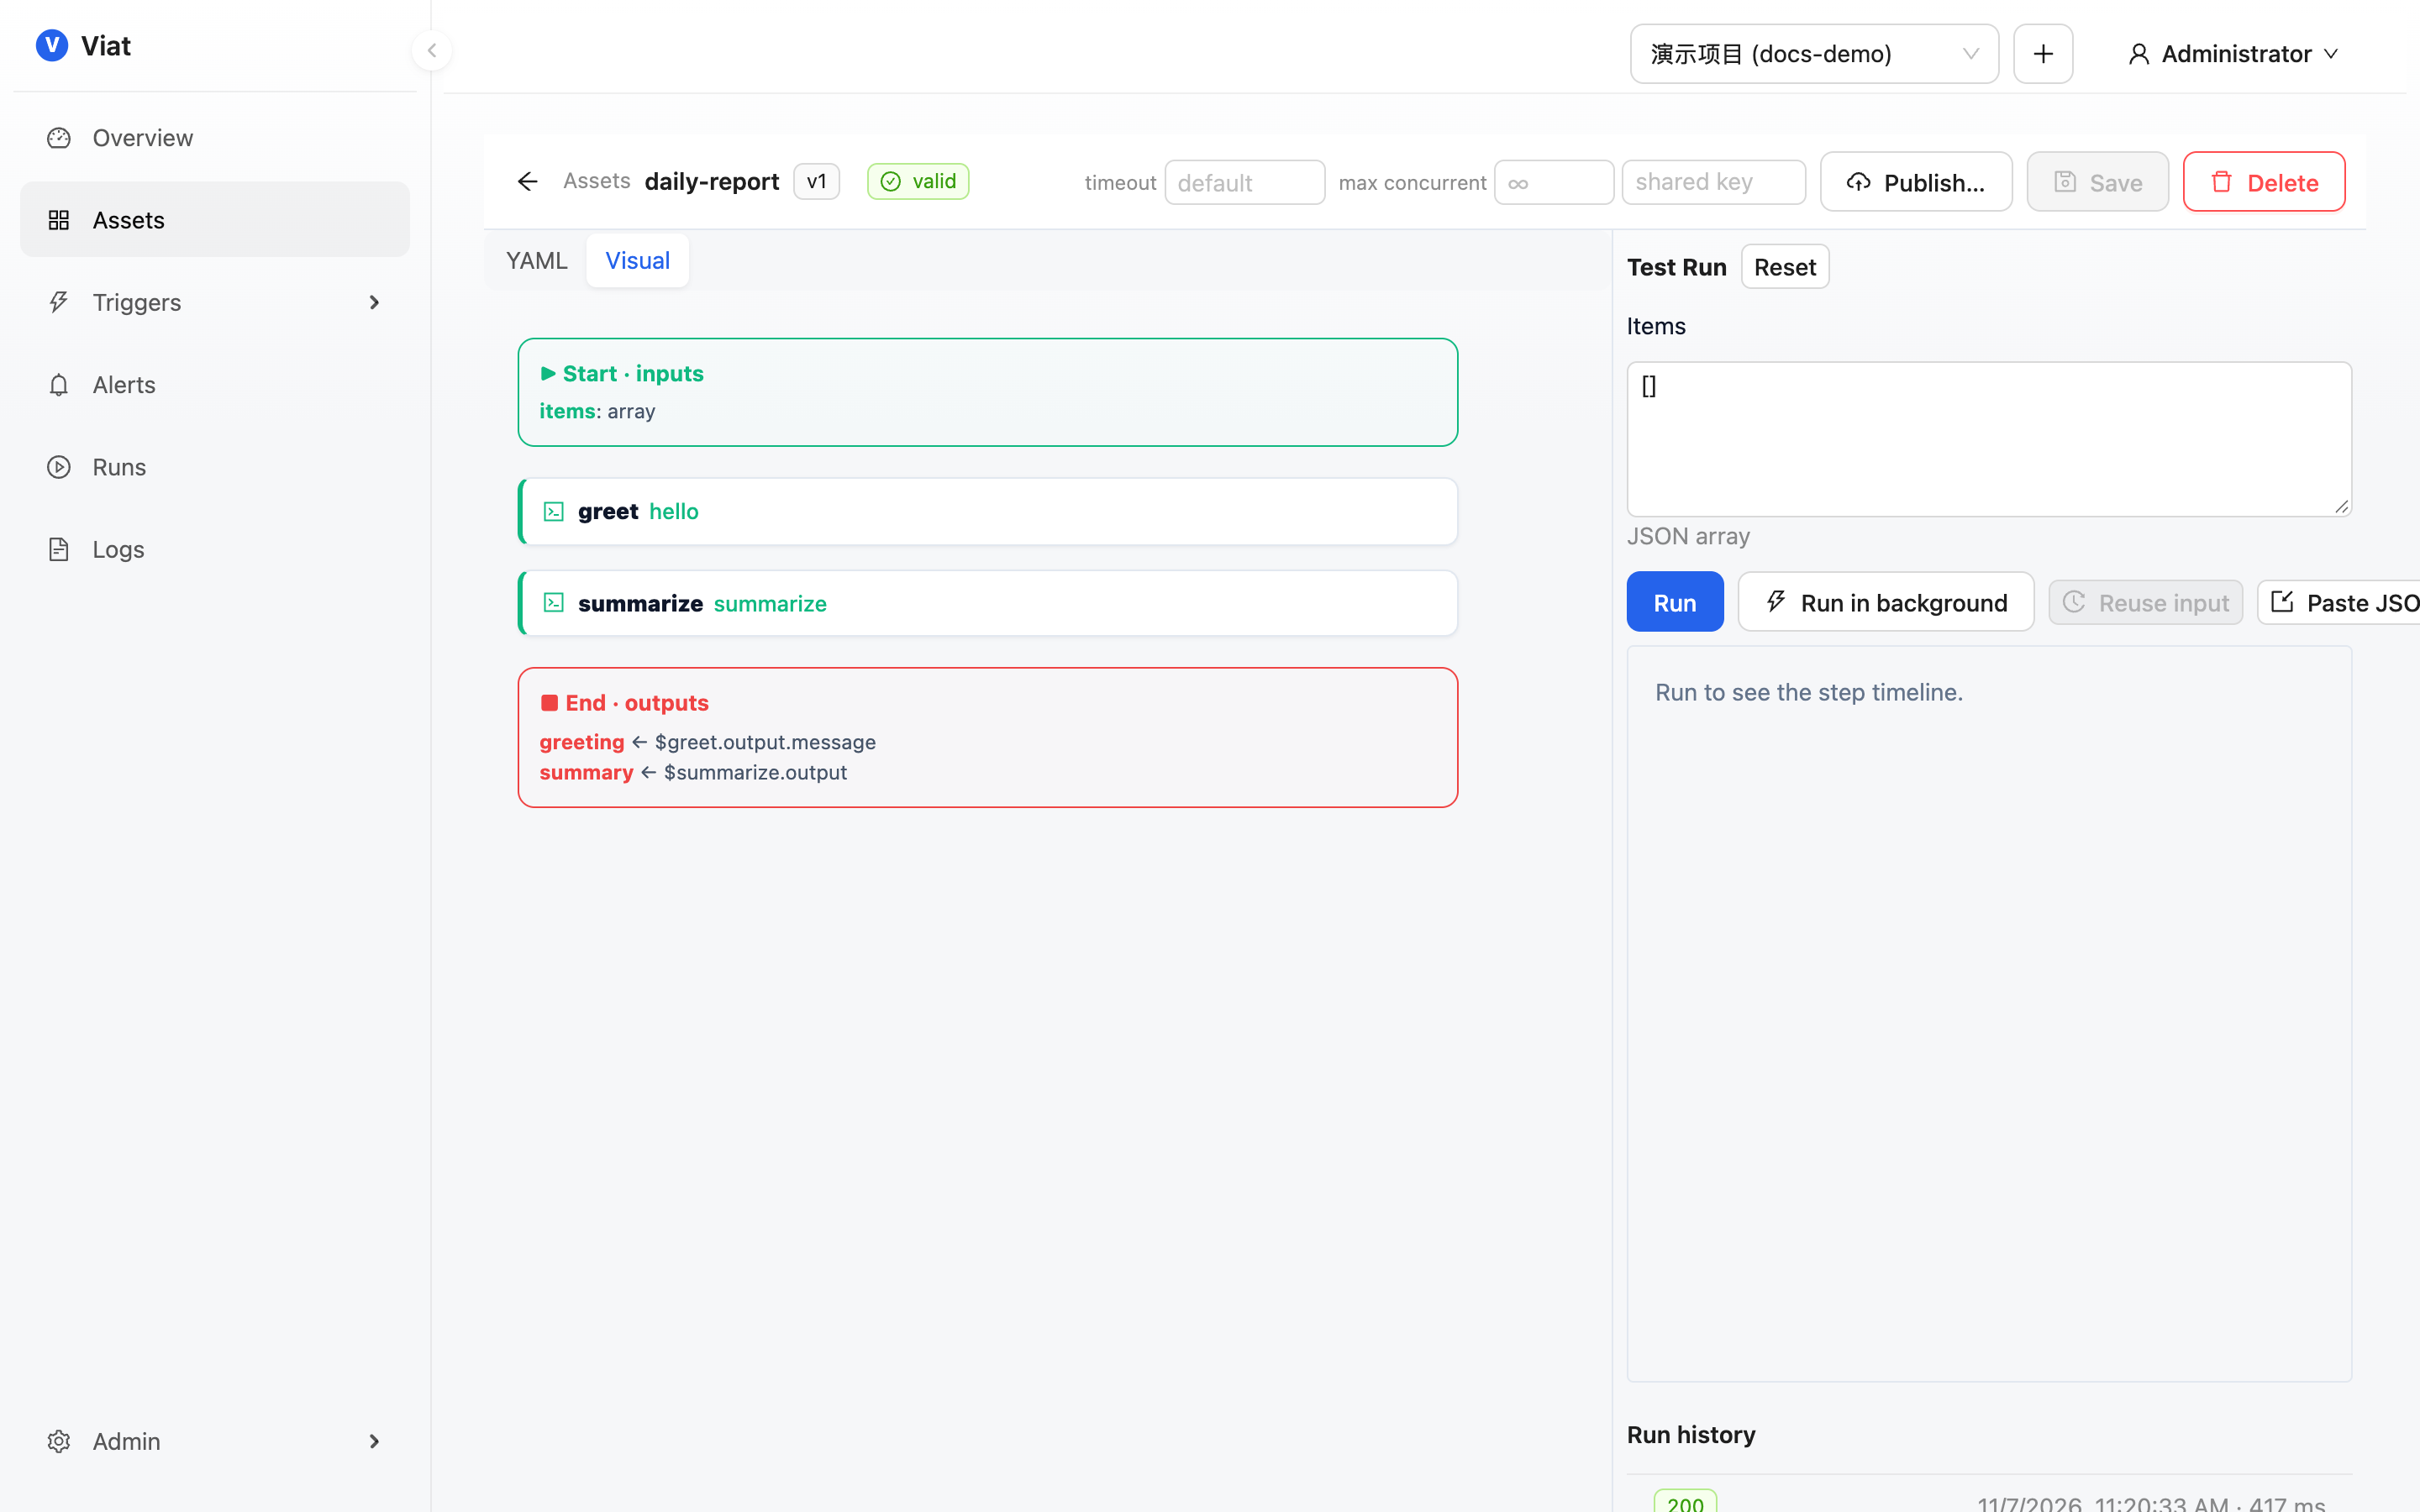 V Viat
演示项目 (docs-demo)
Administrator
Overview
Assets
Triggers
Alerts
Runs
Logs
Admin
Assets daily-report v1 valid
timeout default max concurrent ∞ shared key Publish... Save Delete
YAML Visual
Start · inputs
items: array
greet hello
summarize summarize
End · outputs
greeting ← $greet.output.message
summary ← $summarize.output
Test Run Reset
Items
[]
JSON array
Run Run in background Reuse input Paste JSO
Run to see the step timeline.
Run history
200 11/7/2026, 11:20:33 AM · 417 ms